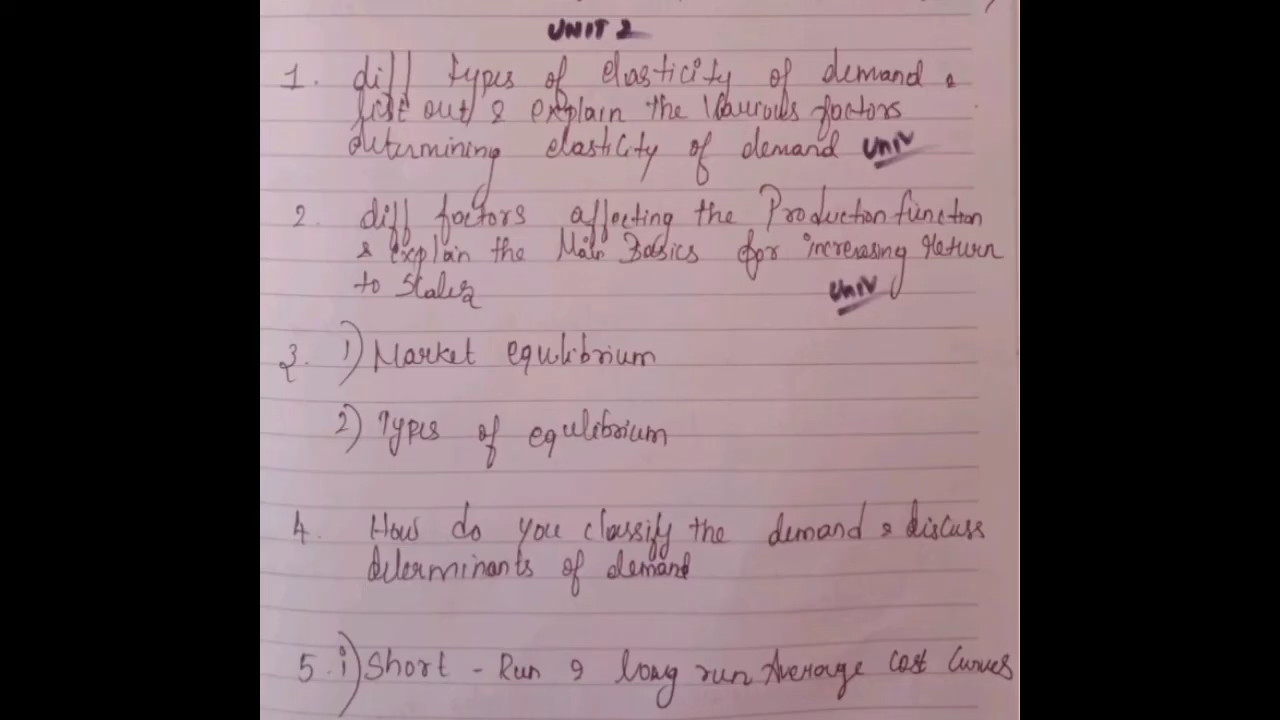 UNIT 2
1. diff types of elasticity of demand &
list out & explain the Various factors
determining elasticity of demand Univ
2. diff factors affecting the Production function
& explain the Main Basics for increasing return
to Scales
Univ
3. 1) Market equlibrium
2) Types of equlibrium
4. How do you classify the demand & discuss
determinants of demand
5. i) Short - Run & long run Average cost Curves